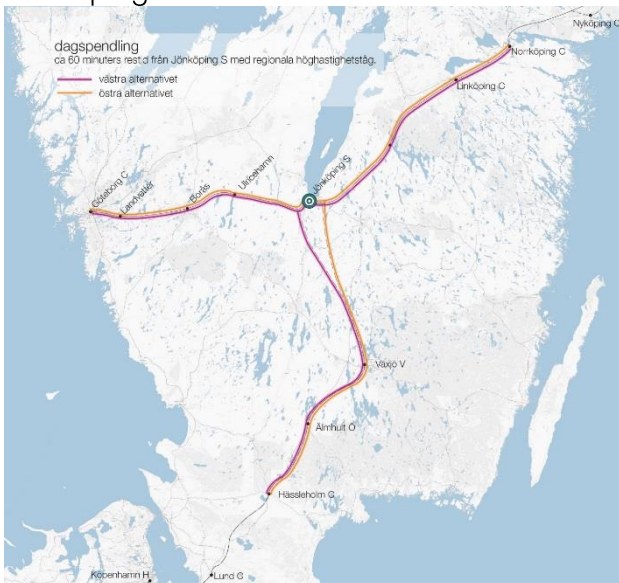 dagspendling
ca 60 minuters restid från Jönköping S med regionala höghastighetståg.
västra alternativet
östra alternativet
Nyköping C
Norrköping C
Linköping C
Jönköping S
Ulricehamn
Borås
Landvetter
Göteborg C
Växjö V
Älmhult Ö
Hässleholm C
Lund C
Köpenhamn H